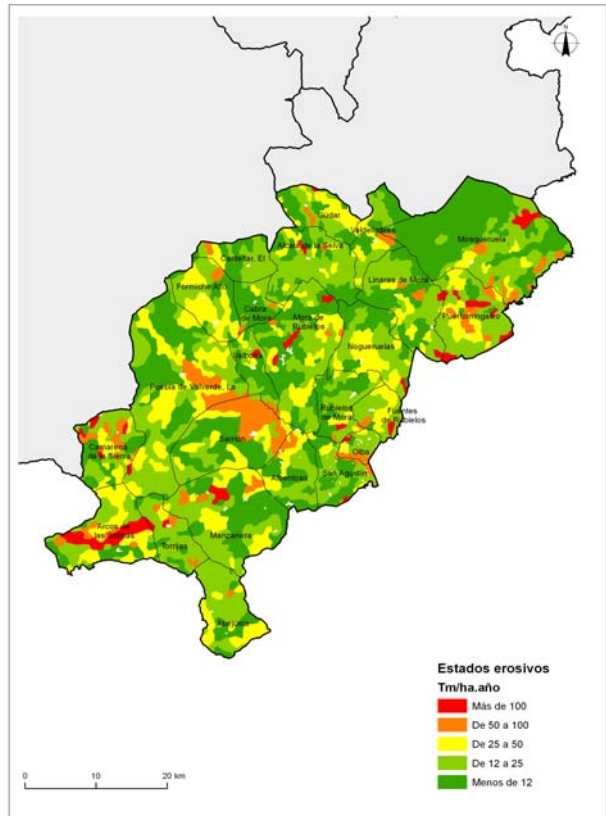 N
Gúdar
Valdelinares
Mosqueruela
Alcalá de la Selva
Castellar, El
Linares de Mora
Formiche Alto
Cabra
de Mora
Mora de
Rubielos
Puertomingalvo
Nogueruelas
Valbona
Puebla de Valverde, La
Rubielos
de Mora
Fuentes
de Rubielos
Sarrión
Camarena
de la Sierra
Olba
San Agustín
Albentosa
Arcos de
las Salinas
Manzanera
Torrijas
Abejuela
Estados erosivos
Tm/ha.año
Más de 100
De 50 a 100
De 25 a 50
De 12 a 25
Menos de 12
0 10 20 km